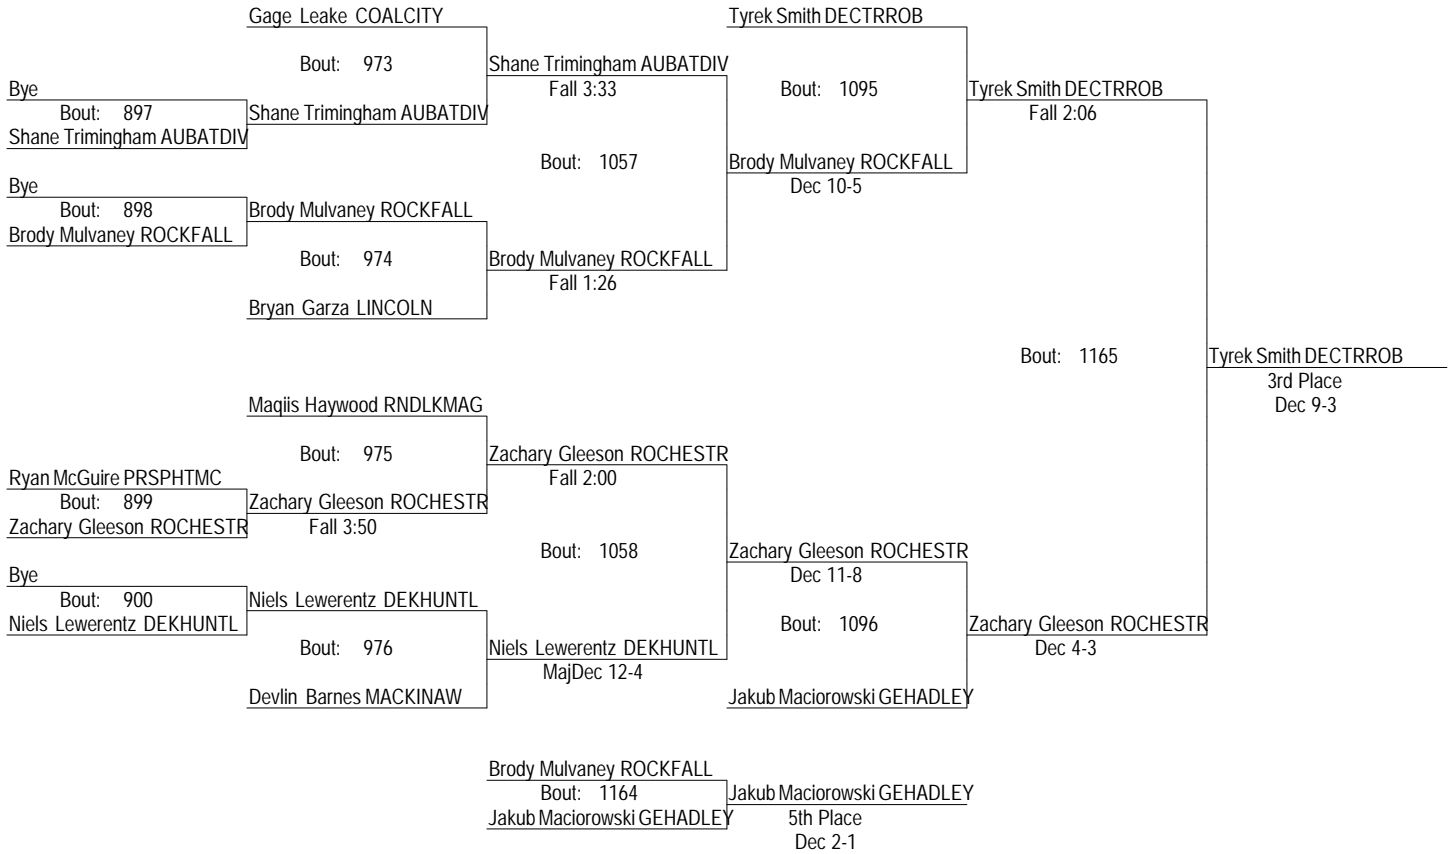 Gage Leake COALCITY
Tyrek Smith DECTRROB
Bout: 973
Shane Trimingham AUBATDIV
Fall 3:33
Bye
Bout: 897
Shane Trimingham AUBATDIV
Shane Trimingham AUBATDIV
Bout: 1095
Tyrek Smith DECTRROB
Fall 2:06
Bout: 1057
Brody Mulvaney ROCKFALL
Dec 10-5
Bye
Bout: 898
Brody Mulvaney ROCKFALL
Brody Mulvaney ROCKFALL
Bout: 974
Brody Mulvaney ROCKFALL
Fall 1:26
Bryan Garza LINCOLN
Bout: 1165
Tyrek Smith DECTRROB
3rd Place
Dec 9-3
Maqiis Haywood RNDLKMAG
Bout: 975
Zachary Gleeson ROCHESTR
Fall 2:00
Ryan McGuire PRSPHTMC
Bout: 899
Zachary Gleeson ROCHESTR
Zachary Gleeson ROCHESTR
Fall 3:50
Bout: 1058
Zachary Gleeson ROCHESTR
Dec 11-8
Bye
Bout: 900
Niels Lewerentz DEKHUNTL
Niels Lewerentz DEKHUNTL
Bout: 1096
Zachary Gleeson ROCHESTR
Dec 4-3
Bout: 976
Niels Lewerentz DEKHUNTL
MajDec 12-4
Devlin Barnes MACKINAW
Jakub Maciorowski GEHADLEY
Brody Mulvaney ROCKFALL
Bout: 1164
Jakub Maciorowski GEHADLEY
Jakub Maciorowski GEHADLEY
5th Place
Dec 2-1